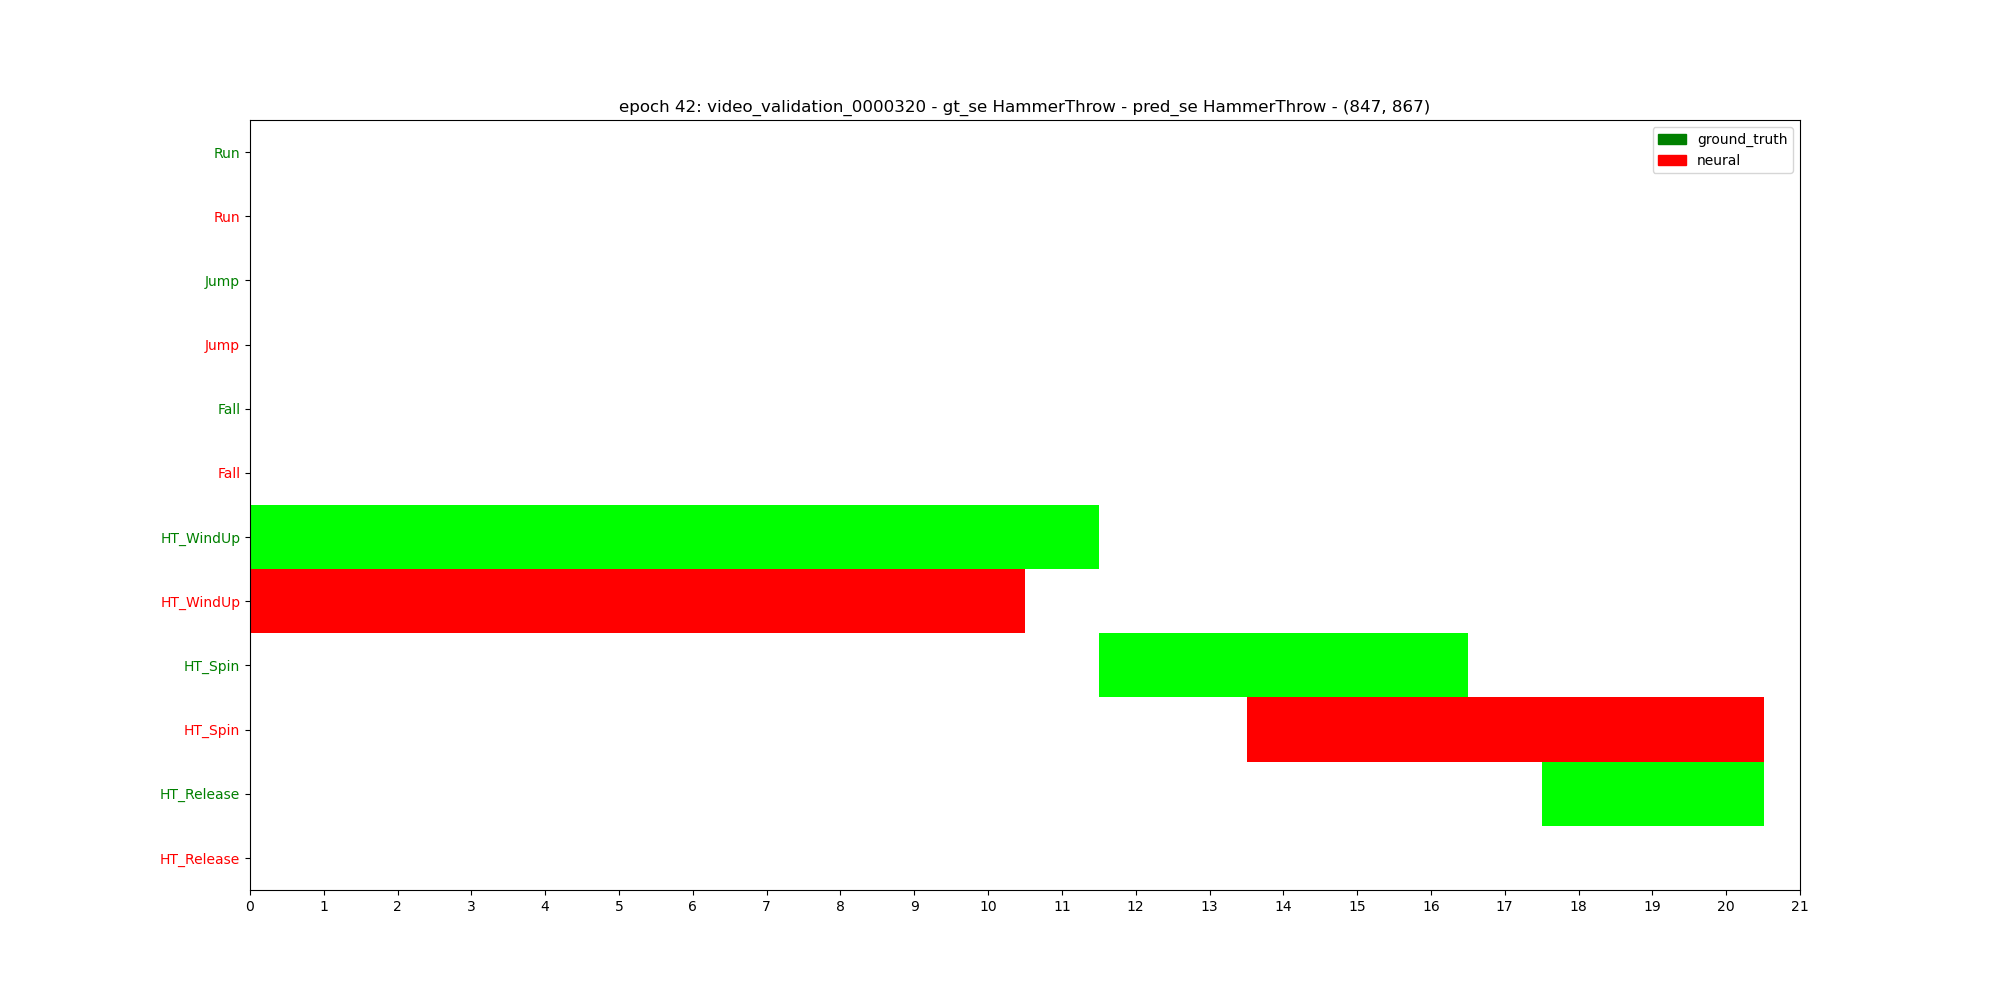 epoch 42: video_validation_0000320 - gt_se HammerThrow - pred_se HammerThrow - (847, 867)
ground_truth
neural
Run
Run
Jump
Jump
Fall
Fall
HT_WindUp
HT_WindUp
HT_Spin
HT_Spin
HT_Release
HT_Release
0 1 2 3 4 5 6 7 8 9 10 11 12 13 14 15 16 17 18 19 20 21